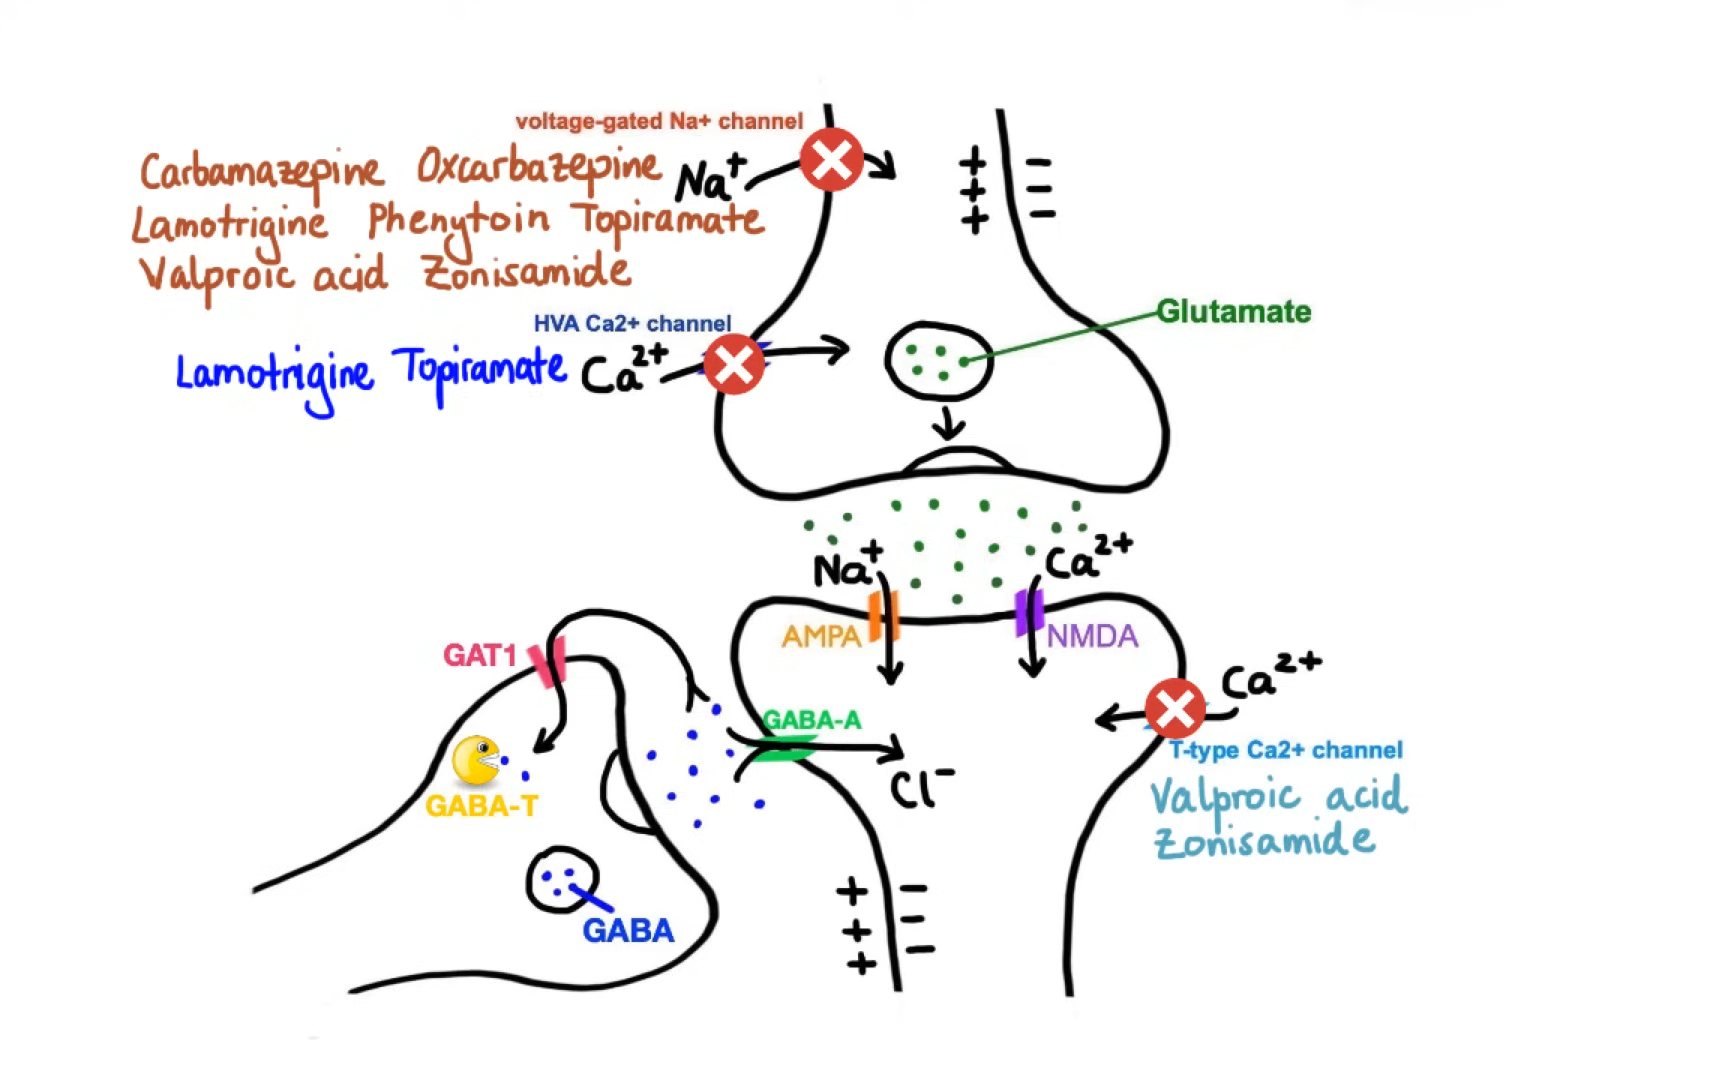 voltage-gated Na+ channel
Carbamazepine Oxcarbazepine Na+
Lamotrigine Phenytoin Topiramate
Valproic acid Zonisamide
+ −
+ −
+ −
HVA Ca2+ channel
Lamotrigine Topiramate Ca2+
Glutamate
Na+ Ca2+
AMPA NMDA
GAT1
Ca2+
GABA-A
T-type Ca2+ channel
Cl−
Valproic acid
Zonisamide
GABA-T
GABA
+ −
+ −
+ −